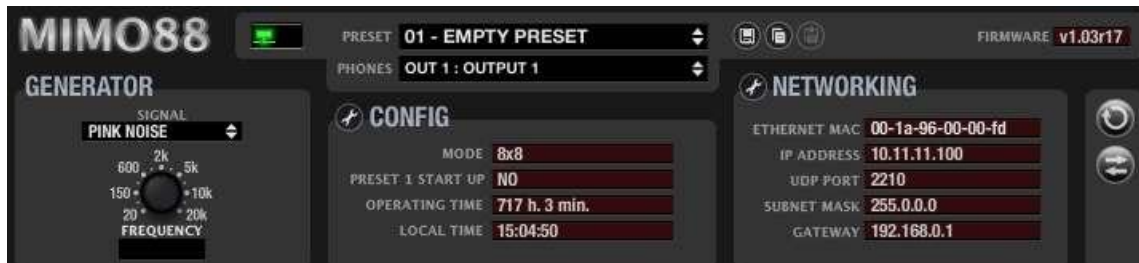 MIMO88
PRESET 01 - EMPTY PRESET
FIRMWARE v1.03r17
PHONES OUT 1 : OUTPUT 1
GENERATOR
SIGNAL
PINK NOISE
2k
600 5k
150 10k
20 20k
FREQUENCY
CONFIG
MODE 8x8
PRESET 1 START UP NO
OPERATING TIME 717 h. 3 min.
LOCAL TIME 15:04:50
NETWORKING
ETHERNET MAC 00-1a-96-00-00-fd
IP ADDRESS 10.11.11.100
UDP PORT 2210
SUBNET MASK 255.0.0.0
GATEWAY 192.168.0.1